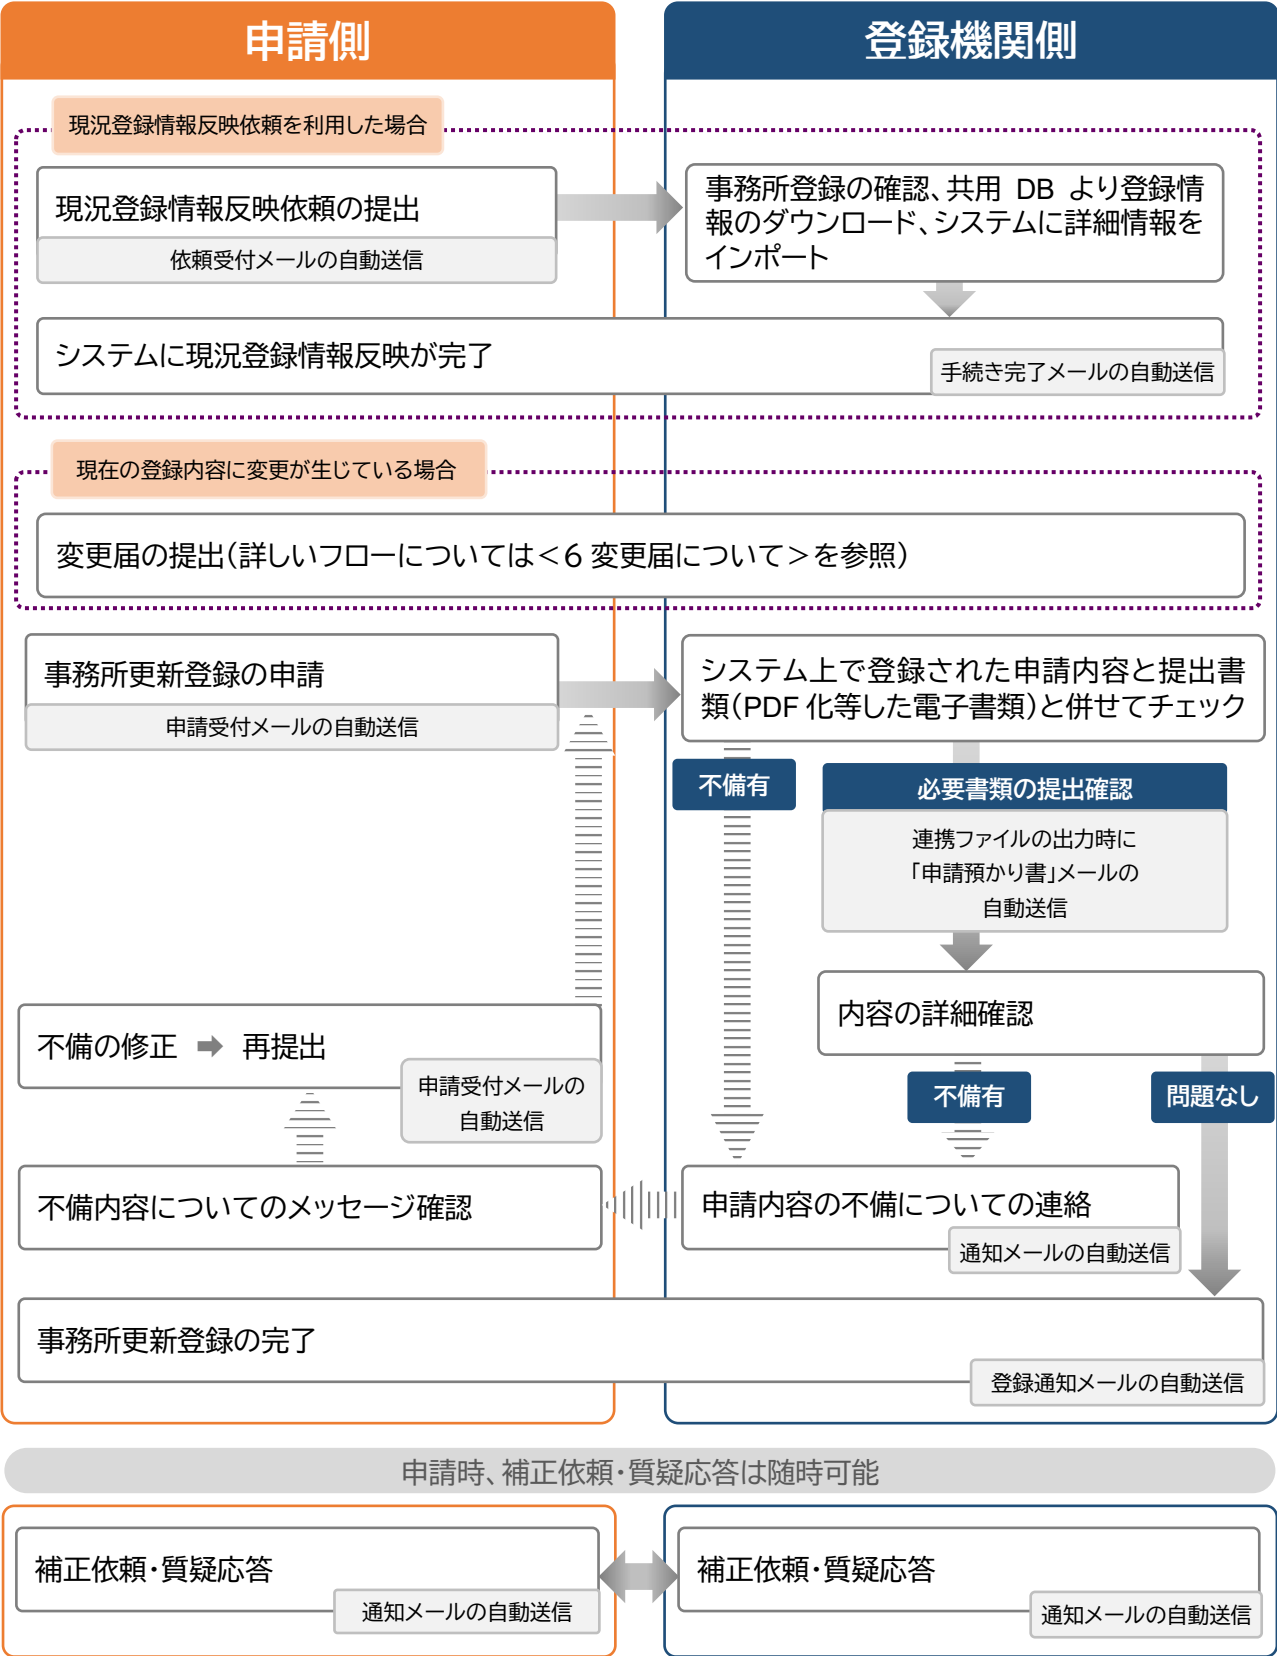 申請側
登録機関側
現況登録情報反映依頼を利用した場合
現況登録情報反映依頼の提出
依頼受付メールの自動送信
事務所登録の確認、共用 DB より登録情
報のダウンロード、システムに詳細情報を
インポート
システムに現況登録情報反映が完了
手続き完了メールの自動送信
現在の登録内容に変更が生じている場合
変更届の提出（詳しいフローについては＜６ 変更届について＞を参照）
事務所更新登録の申請
申請受付メールの自動送信
システム上で登録された申請内容と提出書
類（PDF 化等した電子書類）と併せてチェック
不備有
必要書類の提出確認
連携ファイルの出力時に
「申請預かり書」メールの
自動送信
内容の詳細確認
不備の修正 ➡ 再提出
申請受付メールの
自動送信
不備有
問題なし
不備内容についてのメッセージ確認
申請内容の不備についての連絡
通知メールの自動送信
事務所更新登録の完了
登録通知メールの自動送信
申請時、補正依頼・質疑応答は随時可能
補正依頼・質疑応答
通知メールの自動送信
補正依頼・質疑応答
通知メールの自動送信